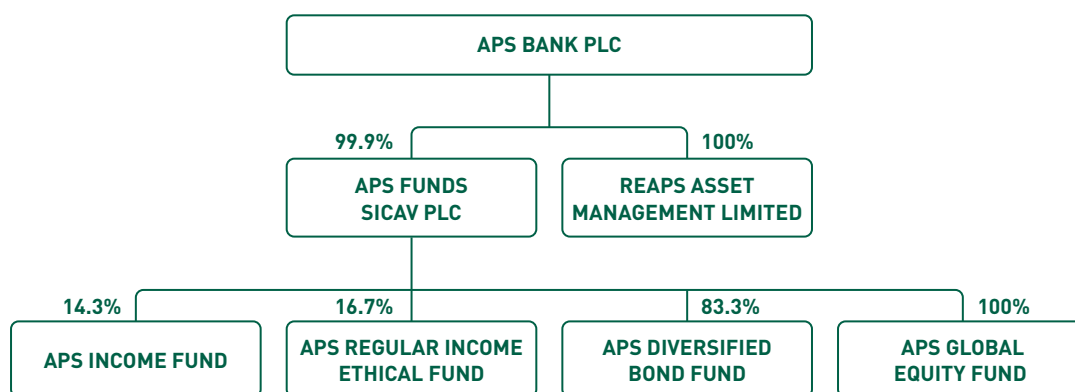 APS BANK PLC
99.9%
100%
APS FUNDS
SICAV PLC
REAPS ASSET
MANAGEMENT LIMITED
14.3%
16.7%
83.3%
100%
APS INCOME FUND
APS REGULAR INCOME
ETHICAL FUND
APS DIVERSIFIED
BOND FUND
APS GLOBAL
EQUITY FUND